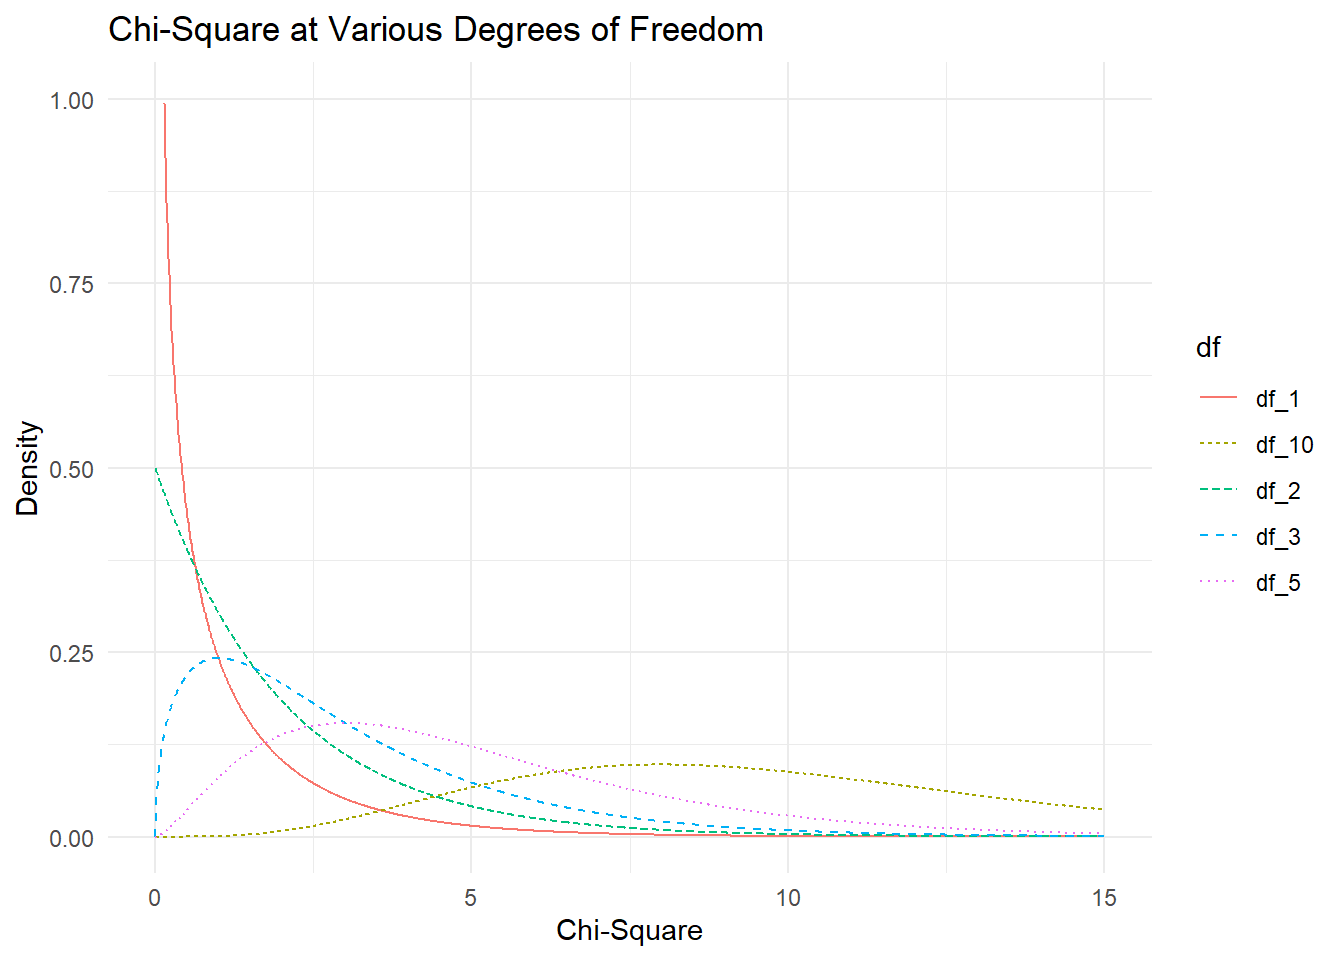 Chi-Square at Various Degrees of Freedom
1.00
0.75
0.50
0.25
0.00
Density
0 5 10 15
Chi-Square
df
df_1
df_10
df_2
df_3
df_5